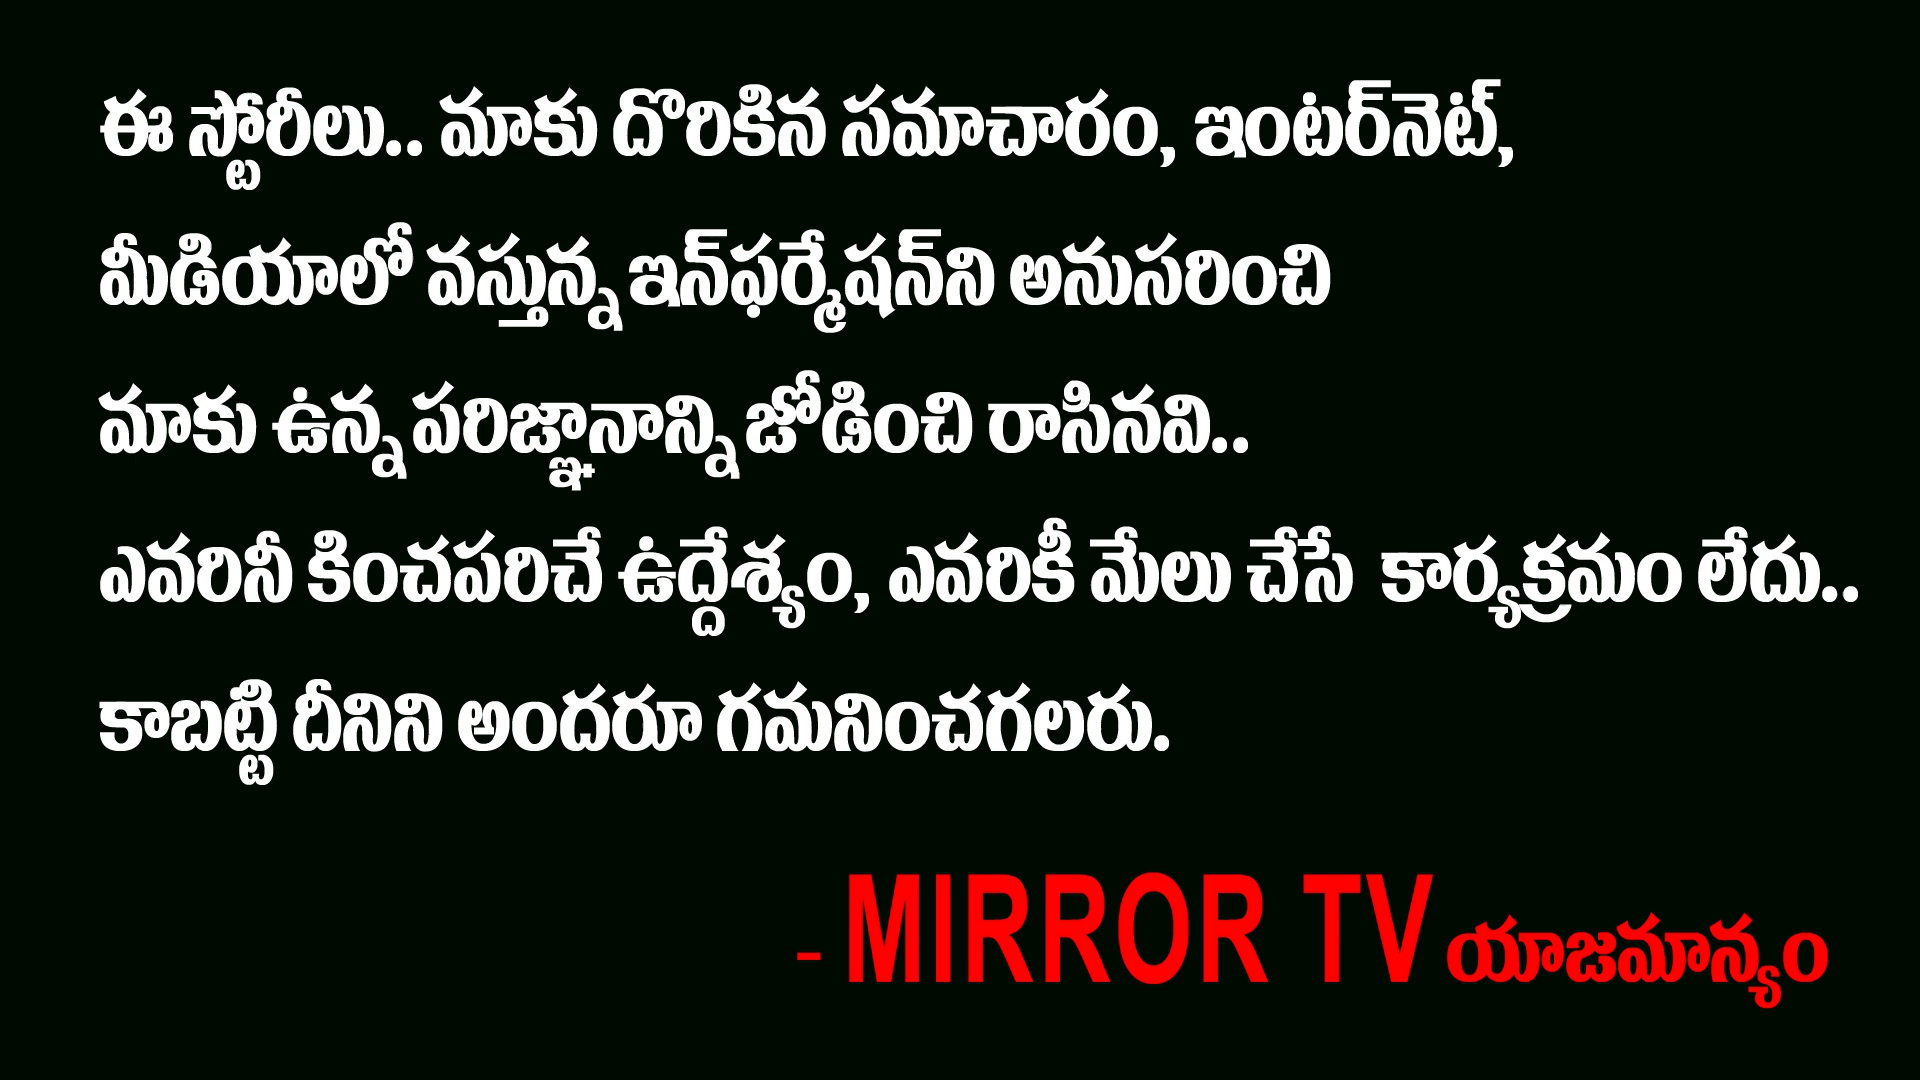 ఈ స్టోరీలు.. మాకు దొరికిన సమాచారం, ఇంటర్‌నెట్,
మీడియాలో వస్తున్న ఇన్‌ఫర్మేషన్‌ని అనుసరించి
మాకు ఉన్న పరిజ్ఞానాన్ని జోడించి రాసినవి..
ఎవరినీ కించపరిచే ఉద్దేశ్యం, ఎవరికీ మేలు చేసే కార్యక్రమం లేదు..
కాబట్టి దీనిని అందరూ గమనించగలరు.
- MIRROR TV యాజమాన్యం